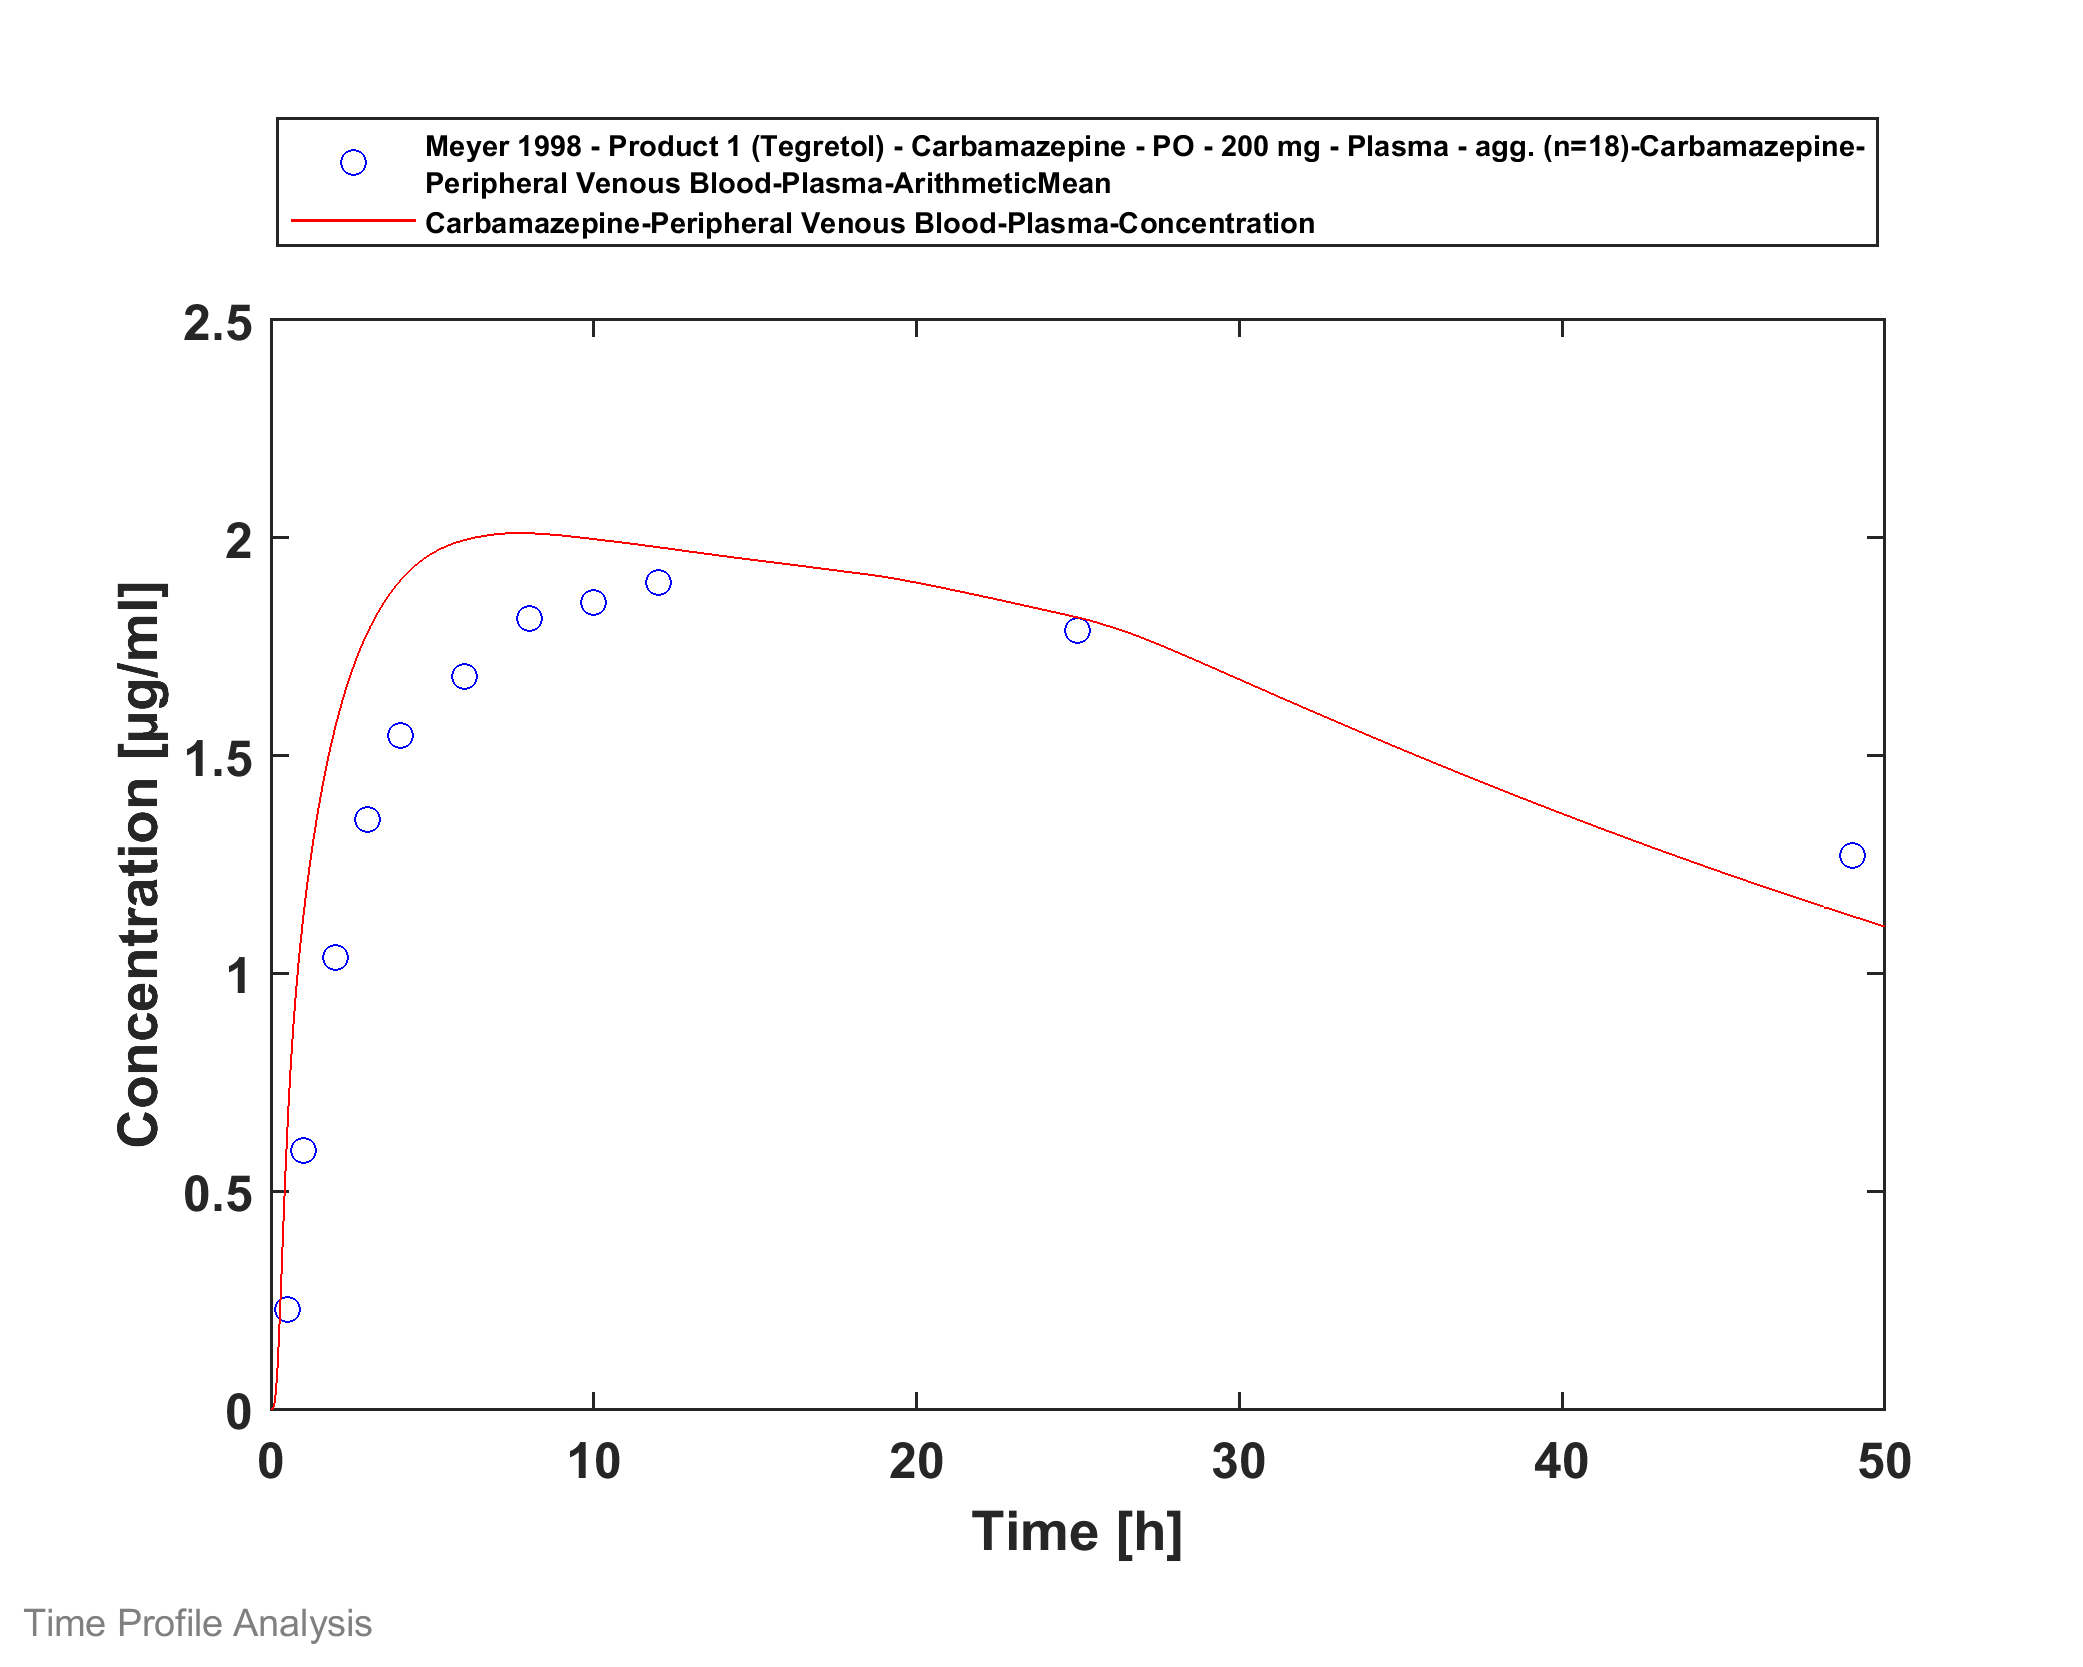 Meyer 1998 - Product 1 (Tegretol) - Carbamazepine - PO - 200 mg - Plasma - agg. (n=18)-Carbamazepine-
Peripheral Venous Blood-Plasma-ArithmeticMean
Carbamazepine-Peripheral Venous Blood-Plasma-Concentration
2.5
2
1.5
1
0.5
0
Concentration [µg/ml]
0 10 20 30 40 50
Time [h]
Time Profile Analysis